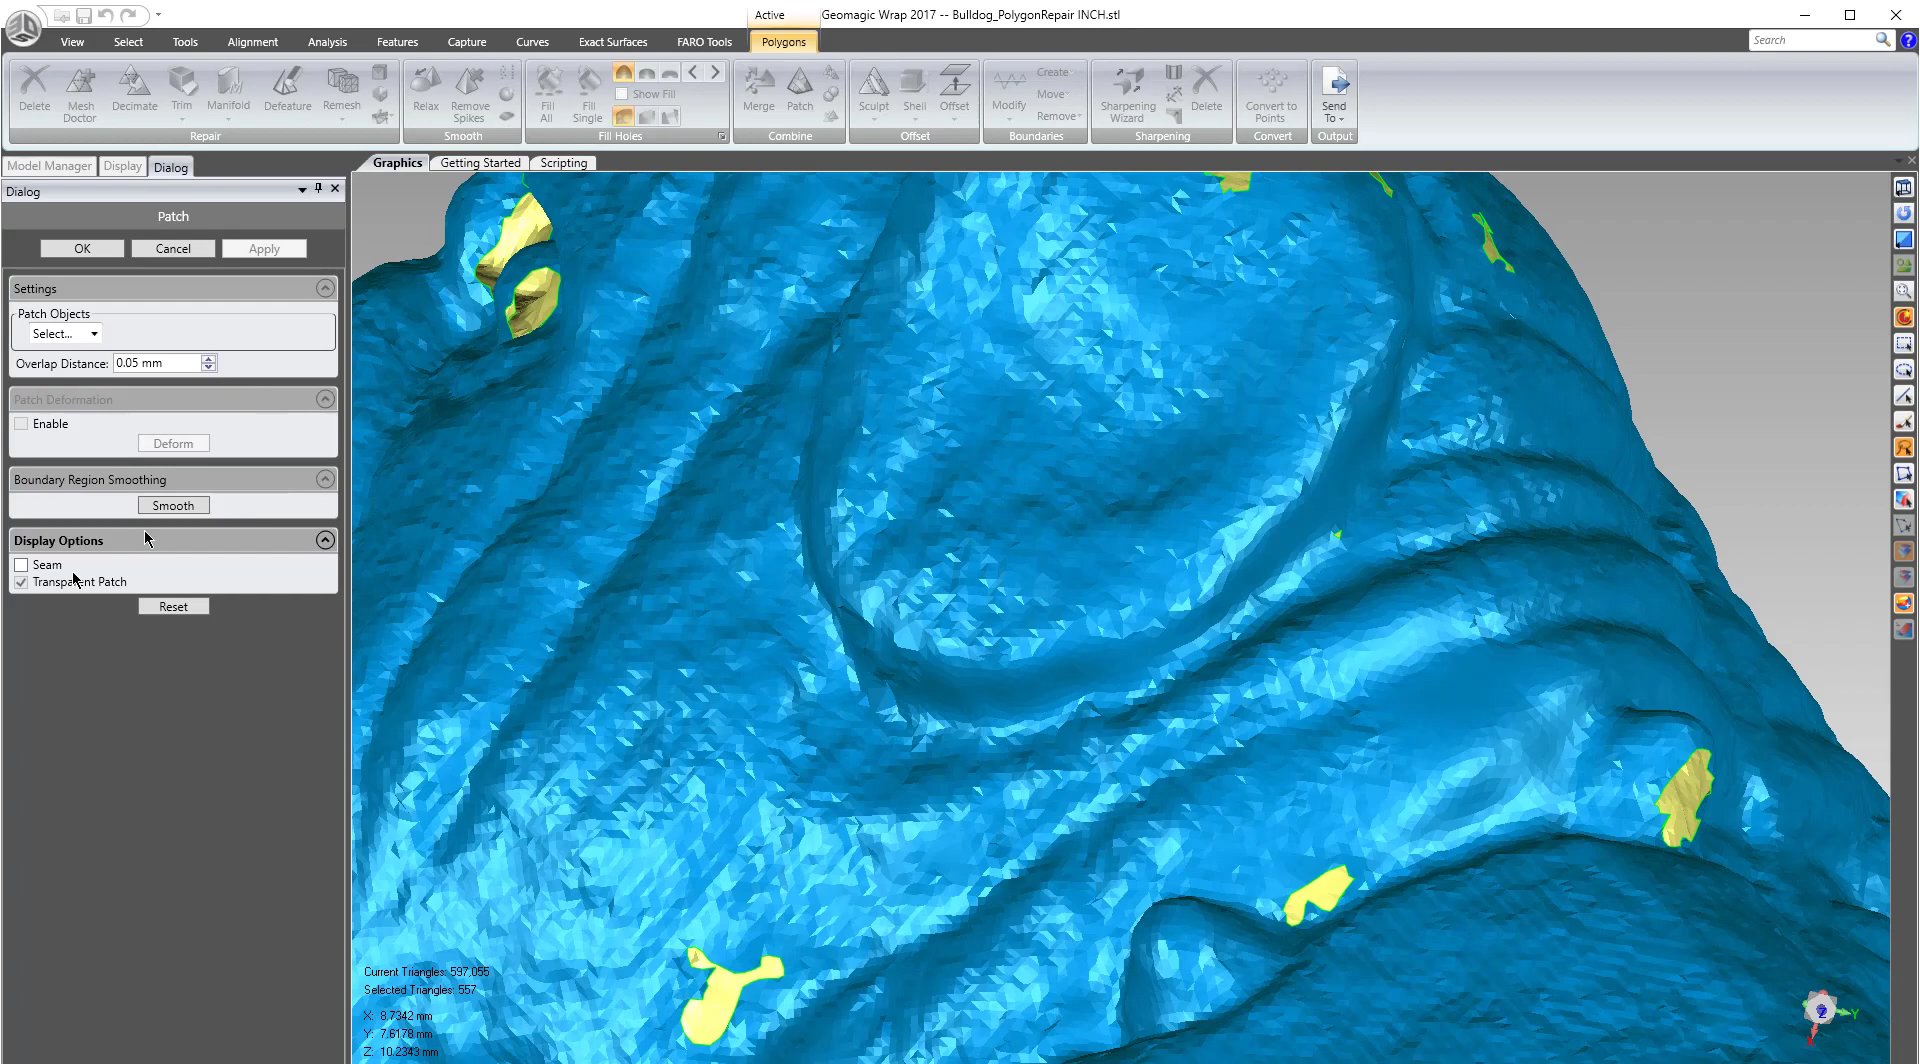 Active Geomagic Wrap 2017 -- Bulldog_PolygonRepair INCH.stl
View Select Tools Alignment Analysis Features Capture Curves Exact Surfaces FARO Tools Polygons Search
Delete Mesh Doctor Decimate Trim Manifold Defeature Remesh
Repair
Relax Remove Spikes
Smooth
Fill All Fill Single Show Fill
Fill Holes
Merge Patch
Combine
Sculpt Shell Offset
Offset
Modify Create Move Remove
Boundaries
Sharpening Wizard Delete
Sharpening
Convert to Points
Convert
Send To
Output
Model Manager Display Dialog
Graphics Getting Started Scripting
Dialog
Patch
OK Cancel Apply
Settings
Patch Objects
Select...
Overlap Distance: 0.05 mm
Patch Deformation
Enable
Deform
Boundary Region Smoothing
Smooth
Display Options
Seam
Transparent Patch
Reset
Current Triangles: 597,055
Selected Triangles: 557
X: 8.7342 mm
Y: 7.6178 mm
Z: 10.2343 mm
Z
Y
X